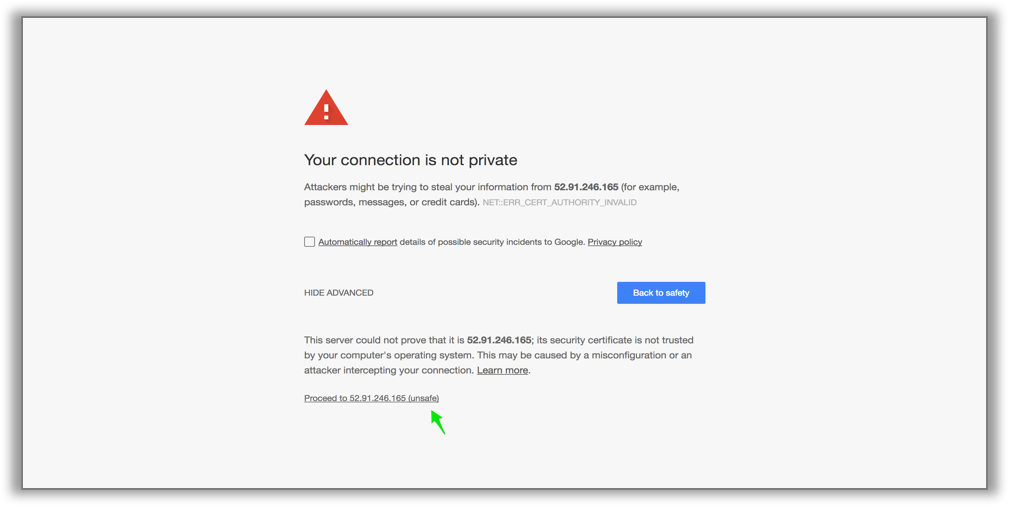 Your connection is not private
Attackers might be trying to steal your information from 52.91.246.165 (for example,
passwords, messages, or credit cards). NET::ERR_CERT_AUTHORITY_INVALID
Automatically report details of possible security incidents to Google. Privacy policy
HIDE ADVANCED
Back to safety
This server could not prove that it is 52.91.246.165; its security certificate is not trusted
by your computer's operating system. This may be caused by a misconfiguration or an
attacker intercepting your connection. Learn more.
Proceed to 52.91.246.165 (unsafe)